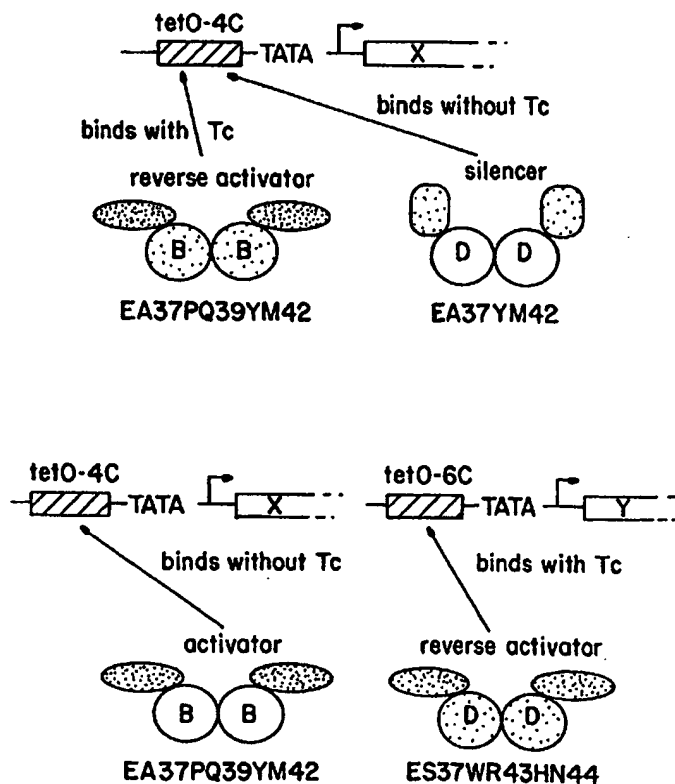 tetO-4C
TATA
X
binds with Tc
binds without Tc
reverse activator
silencer
B B
D D
EA37PQ39YM42
EA37YM42
tetO-4C
tetO-6C
TATA
X
TATA
Y
binds without Tc
binds with Tc
activator
reverse activator
B B
D D
EA37PQ39YM42
ES37WR43HN44